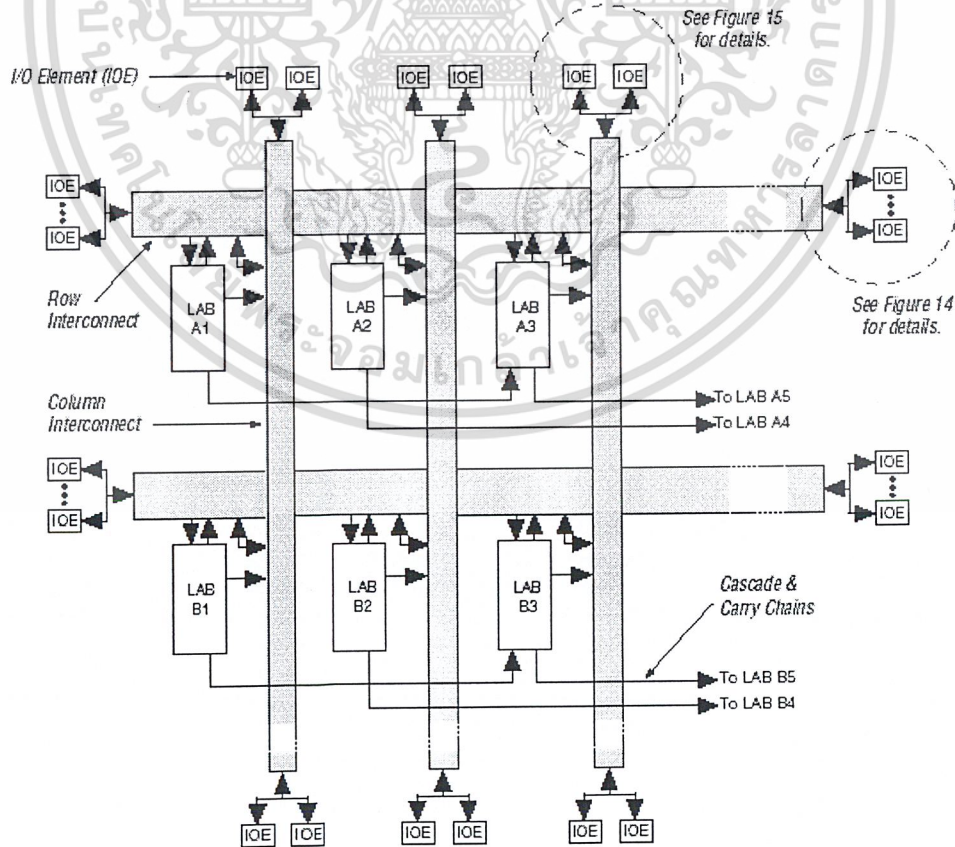 See Figure 15
for details.
I/O Element (IOE)
IOE IOE
IOE IOE
IOE IOE
IOE
IOE
IOE
IOE
Row
Interconnect
LAB
A1
LAB
A2
LAB
A3
See Figure 14
for details.
Column
Interconnect
To LAB A5
To LAB A4
IOE
IOE
IOE
IOE
LAB
B1
LAB
B2
LAB
B3
Cascade &
Carry Chains
To LAB B5
To LAB B4
IOE IOE
IOE IOE
IOE IOE